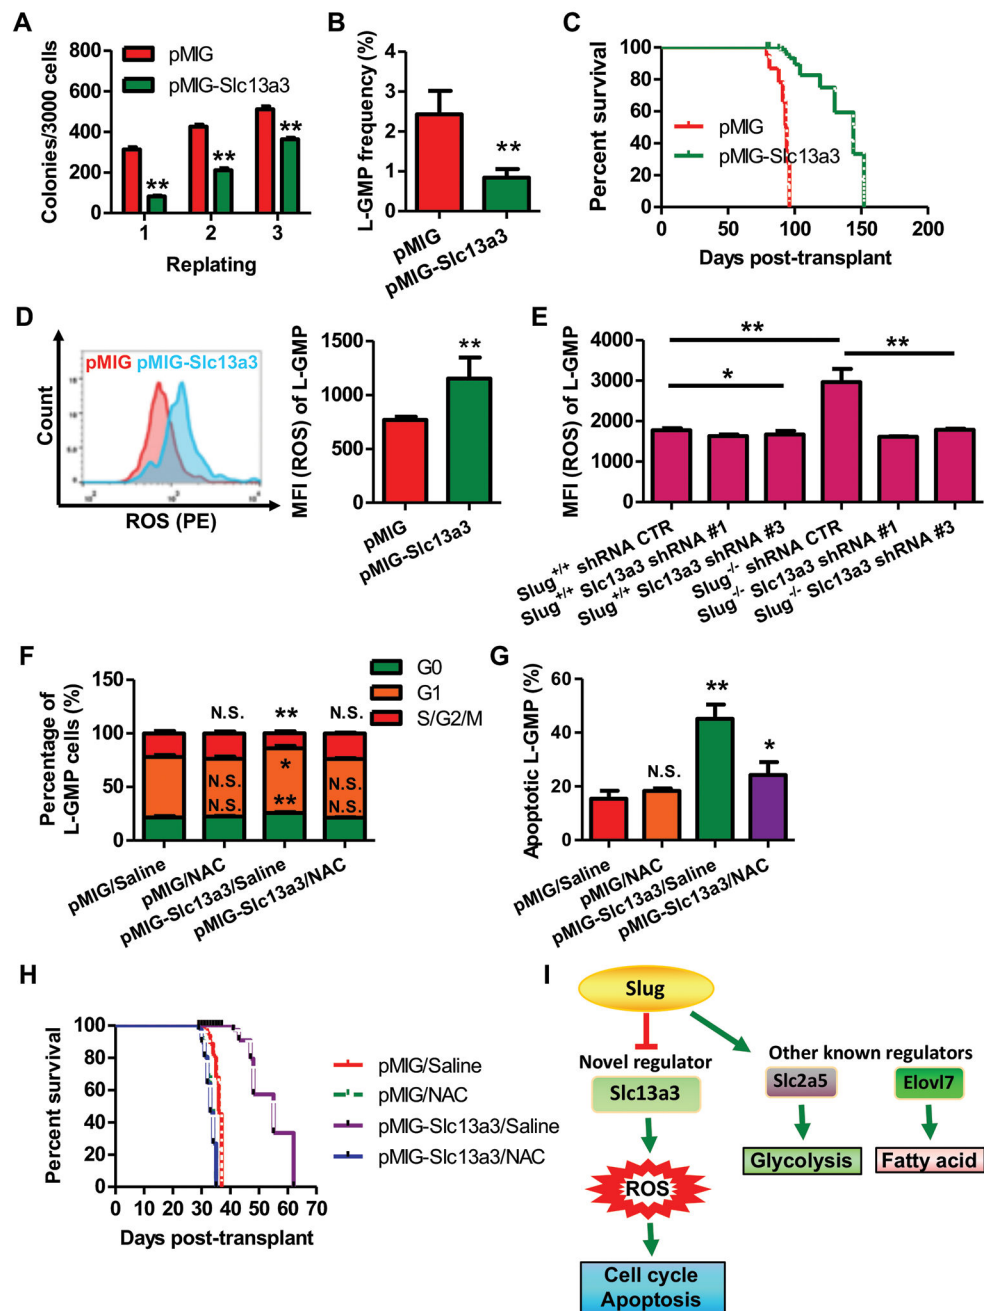 A
Colonies/3000 cells
800
600
400
200
0
pMIG
pMIG-Slc13a3
**
**
**
1 2 3
Replating
B
L-GMP frequency (%)
4
3
2
1
0
**
pMIG
pMIG-Slc13a3
C
Percent survival
100
80
60
40
20
0
pMIG
pMIG-Slc13a3
0 50 100 150 200
Days post-transplant
D
Count
pMIG pMIG-Slc13a3
ROS (PE)
MFI (ROS) of L-GMP
1500
1000
500
0
**
pMIG
pMIG-Slc13a3
E
MFI (ROS) of L-GMP
4000
3000
2000
1000
0
**
**
*
Slug+/+ shRNA CTR
Slug+/+ Slc13a3 shRNA #1
Slug+/+ Slc13a3 shRNA #3
Slug-/- shRNA CTR
Slug-/- Slc13a3 shRNA #1
Slug-/- Slc13a3 shRNA #3
F
Percentage of
L-GMP cells (%)
150
100
50
0
G0
G1
S/G2/M
N.S. ** N.S.
N.S. * N.S.
N.S. ** N.S.
pMIG/Saline
pMIG/NAC
pMIG-Slc13a3/Saline
pMIG-Slc13a3/NAC
G
Apoptotic L-GMP (%)
60
40
20
0
N.S.
**
*
pMIG/Saline
pMIG/NAC
pMIG-Slc13a3/Saline
pMIG-Slc13a3/NAC
H
Percent survival
100
80
60
40
20
0
0 10 20 30 40 50 60 70
Days post-transplant
pMIG/Saline
pMIG/NAC
pMIG-Slc13a3/Saline
pMIG-Slc13a3/NAC
I
Slug
Novel regulator
Slc13a3
ROS
Cell cycle
Apoptosis
Other known regulators
Slc2a5
Elovl7
Glycolysis
Fatty acid